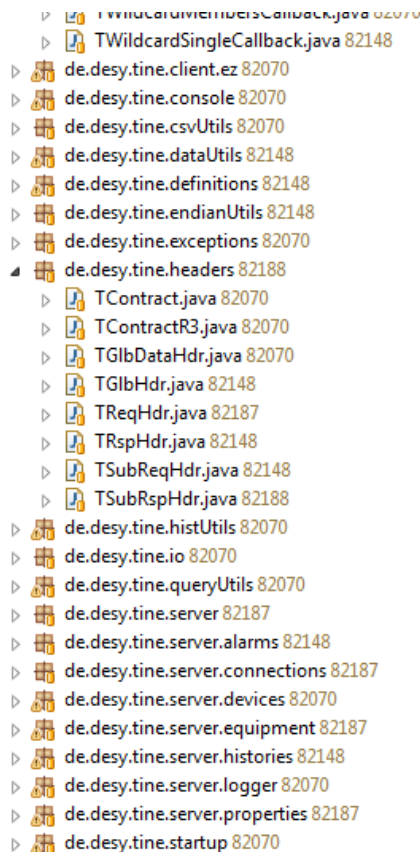 TWildcardMembersCallback.java 82070
TWildcardSingleCallback.java 82148
de.desy.tine.client.ez 82070
de.desy.tine.console 82070
de.desy.tine.csvUtils 82070
de.desy.tine.dataUtils 82148
de.desy.tine.definitions 82148
de.desy.tine.endianUtils 82148
de.desy.tine.exceptions 82070
de.desy.tine.headers 82188
TContract.java 82070
TContractR3.java 82070
TGlbDataHdr.java 82070
TGlbHdr.java 82148
TReqHdr.java 82187
TRspHdr.java 82148
TSubReqHdr.java 82148
TSubRspHdr.java 82188
de.desy.tine.histUtils 82070
de.desy.tine.io 82070
de.desy.tine.queryUtils 82070
de.desy.tine.server 82187
de.desy.tine.server.alarms 82148
de.desy.tine.server.connections 82187
de.desy.tine.server.devices 82070
de.desy.tine.server.equipment 82187
de.desy.tine.server.histories 82148
de.desy.tine.server.logger 82070
de.desy.tine.server.properties 82187
de.desy.tine.startup 82070